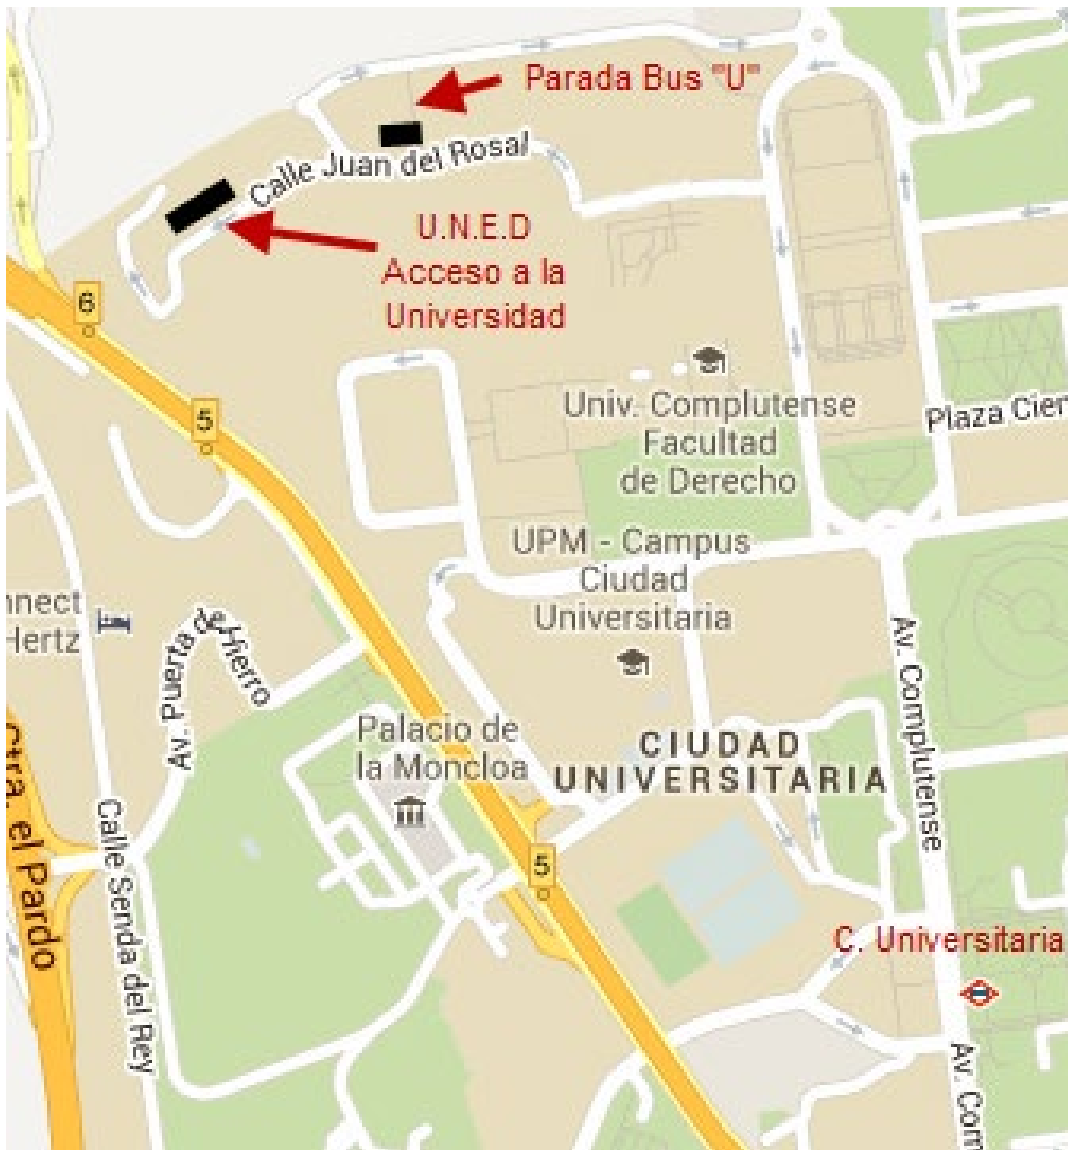 Parada Bus "U"
Calle Juan del Rosal
U.N.E.D
Acceso a la
Universidad
6
5
Univ. Complutense
Facultad
de Derecho
Plaza Cien
UPM - Campus
Ciudad
Universitaria
nnect
Hertz
Av. Puerta de Hierro
Av. Complutense
Palacio de
la Moncloa
CIUDAD
UNIVERSITARIA
Ctra. el Pardo
Calle Senda del Rey
5
C. Universitaria
Av. Com